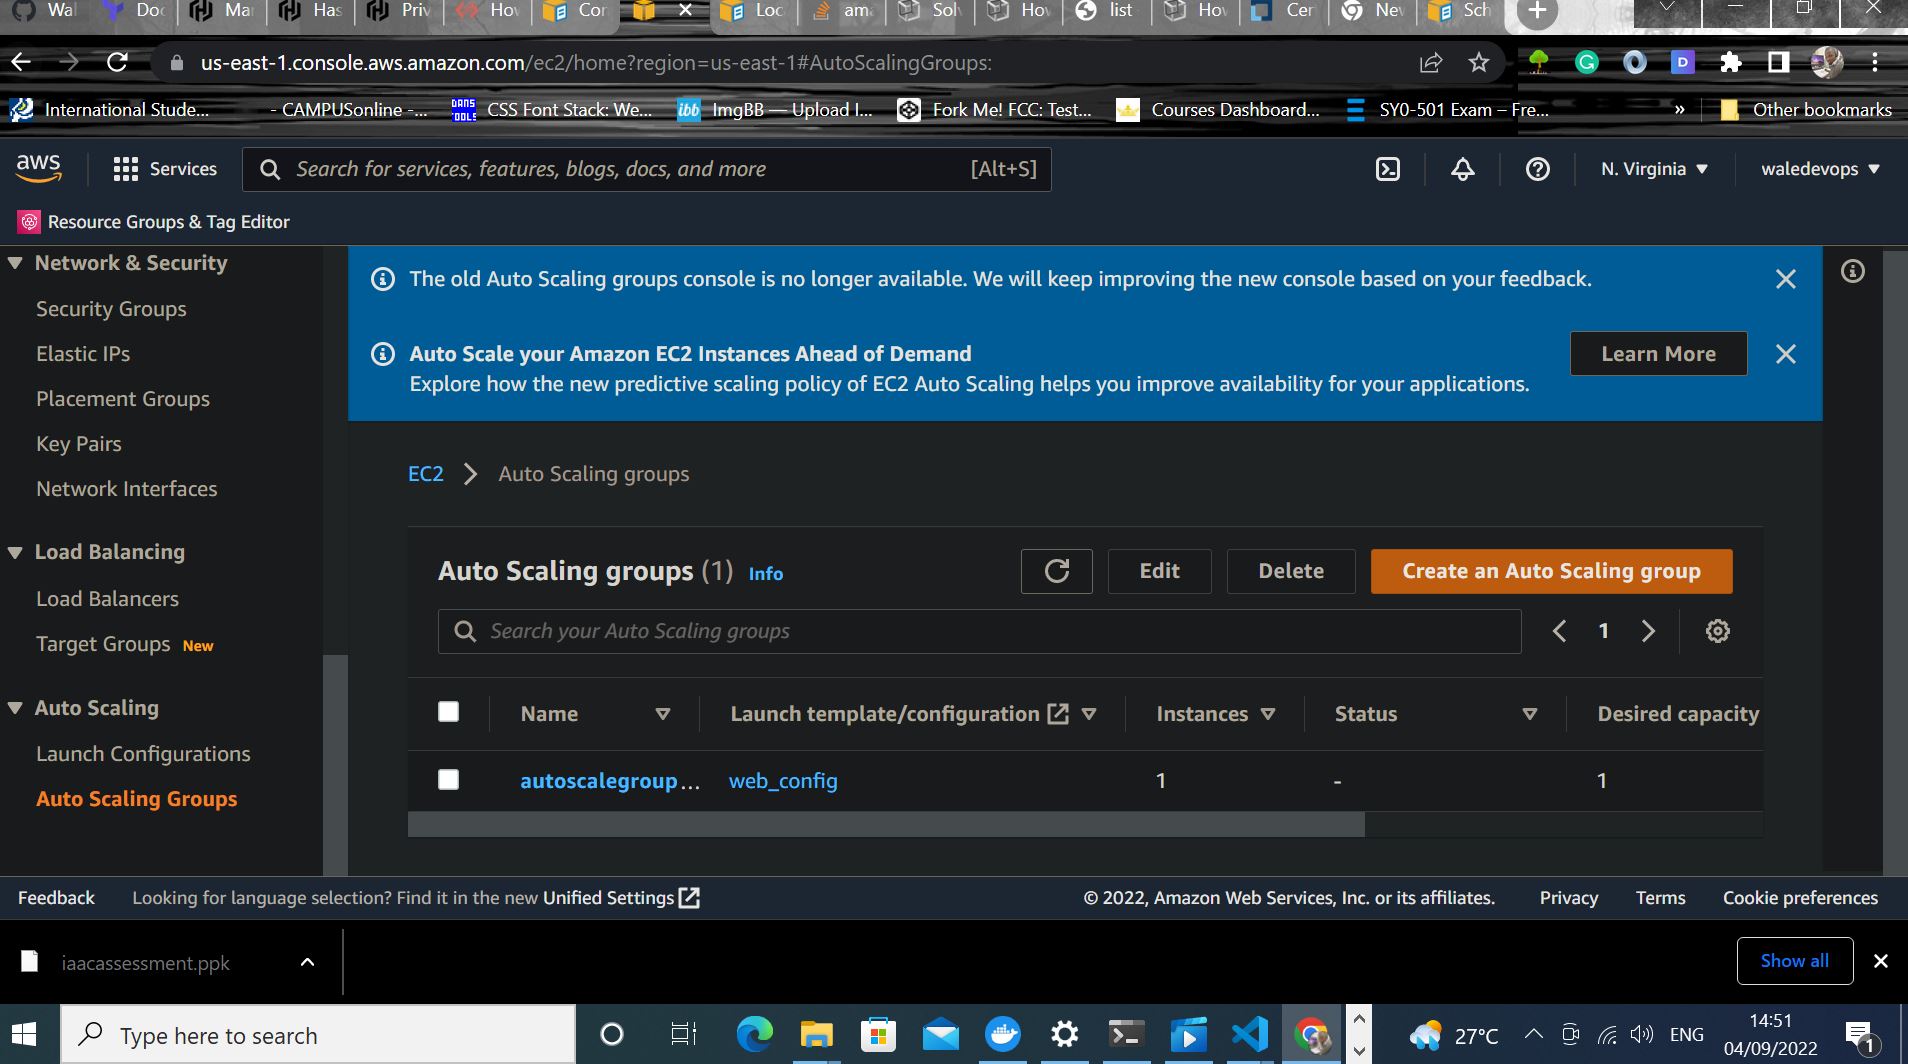 Wal Doc Ma Has Priv Hov Cor Loc ama Solv Hov list Hov Cer Nev Sch
us-east-1.console.aws.amazon.com/ec2/home?region=us-east-1#AutoScalingGroups:
International Stude... - CAMPUSonline -... DANS TOOLS CSS Font Stack: We... ibb ImgBB — Upload I... Fork Me! FCC: Test... Courses Dashboard... SY0-501 Exam – Fre... » Other bookmarks
aws Services Search for services, features, blogs, docs, and more [Alt+S] N. Virginia waledevops
Resource Groups & Tag Editor
Network & Security
Security Groups
Elastic IPs
Placement Groups
Key Pairs
Network Interfaces
Load Balancing
Load Balancers
Target Groups New
Auto Scaling
Launch Configurations
Auto Scaling Groups
The old Auto Scaling groups console is no longer available. We will keep improving the new console based on your feedback.
Auto Scale your Amazon EC2 Instances Ahead of Demand
Explore how the new predictive scaling policy of EC2 Auto Scaling helps you improve availability for your applications.
Learn More
EC2 Auto Scaling groups
Auto Scaling groups (1) Info Edit Delete Create an Auto Scaling group
Search your Auto Scaling groups 1
Name Launch template/configuration Instances Status Desired capacity
autoscalegroup... web_config 1 - 1
Feedback Looking for language selection? Find it in the new Unified Settings © 2022, Amazon Web Services, Inc. or its affiliates. Privacy Terms Cookie preferences
iaacassessment.ppk Show all
Type here to search 27°C ENG 14:51
04/09/2022 1